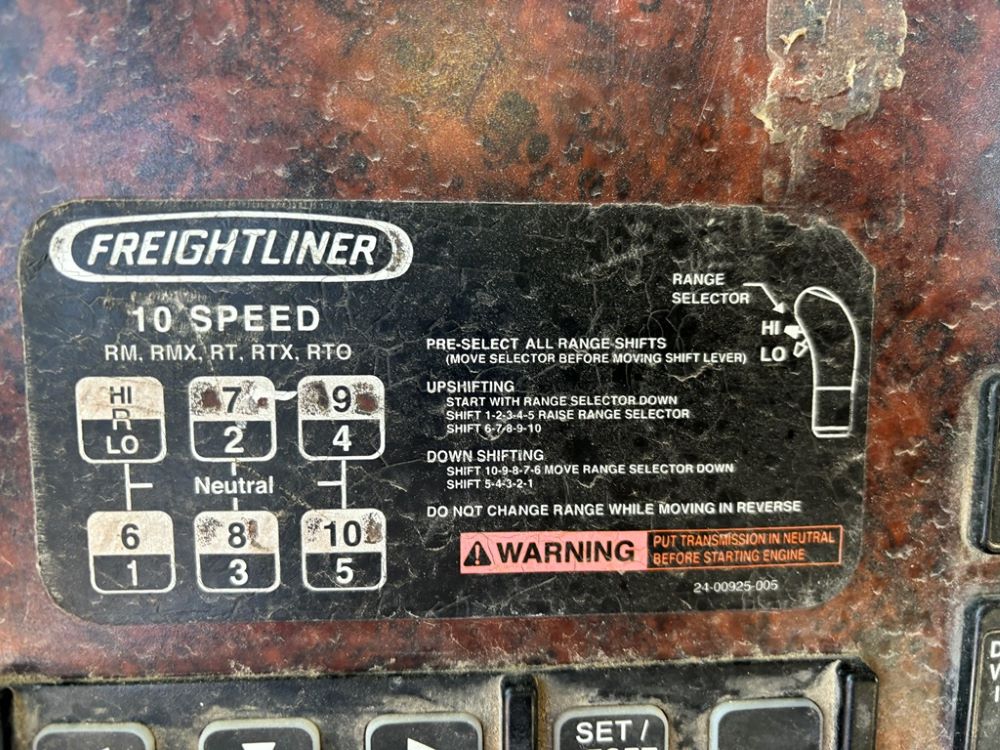 FREIGHTLINER
10 SPEED
RM, RMX, RT, RTX, RTO
HI
R
LO
7
2
9
4
Neutral
6
1
8
3
10
5
RANGE
SELECTOR
HI
LO
PRE-SELECT ALL RANGE SHIFTS
(MOVE SELECTOR BEFORE MOVING SHIFT LEVER)
UPSHIFTING
START WITH RANGE SELECTOR DOWN
SHIFT 1-2-3-4-5 RAISE RANGE SELECTOR
SHIFT 6-7-8-9-10
DOWN SHIFTING
SHIFT 10-9-8-7-6 MOVE RANGE SELECTOR DOWN
SHIFT 5-4-3-2-1
DO NOT CHANGE RANGE WHILE MOVING IN REVERSE
WARNING
PUT TRANSMISSION IN NEUTRAL
BEFORE STARTING ENGINE
24-00925-005
SET /